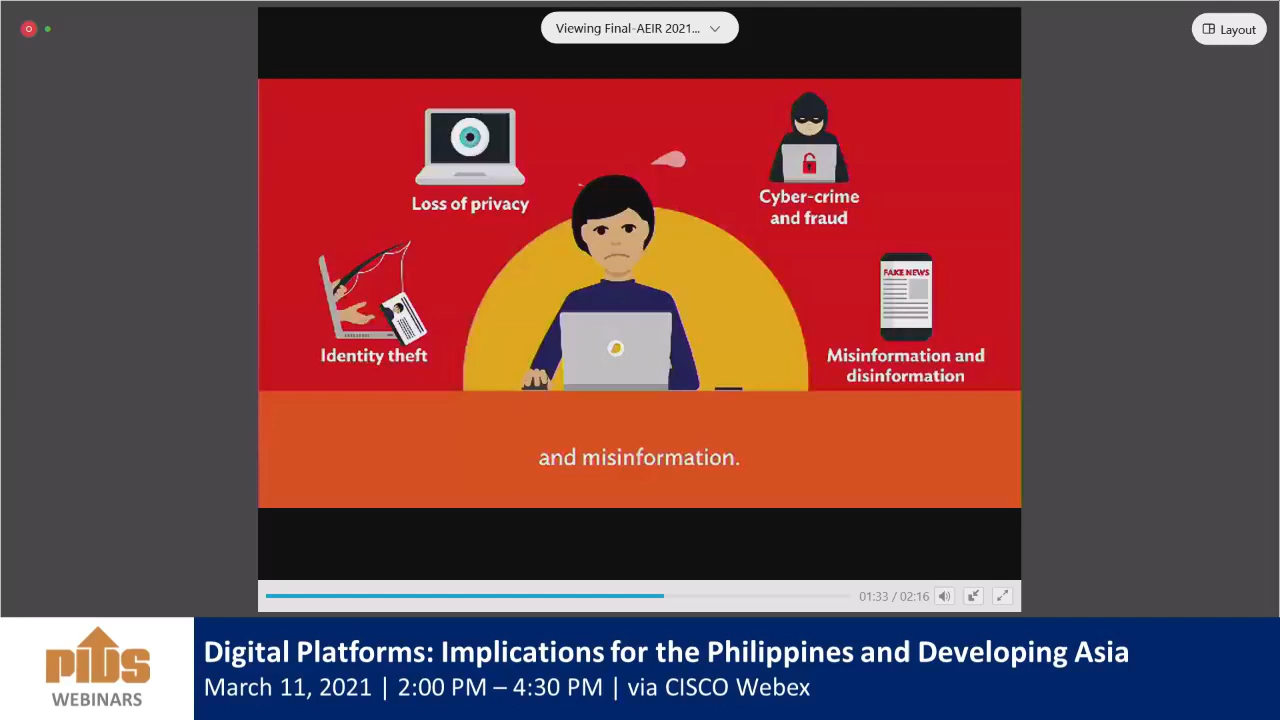 Viewing Final-AEIR 2021...
Layout
Loss of privacy
Cyber-crime
and fraud
FAKE NEWS
Identity theft
Misinformation and
disinformation
and misinformation.
01:33 / 02:16
PIDS
WEBINARS
Digital Platforms: Implications for the Philippines and Developing Asia
March 11, 2021 | 2:00 PM – 4:30 PM | via CISCO Webex